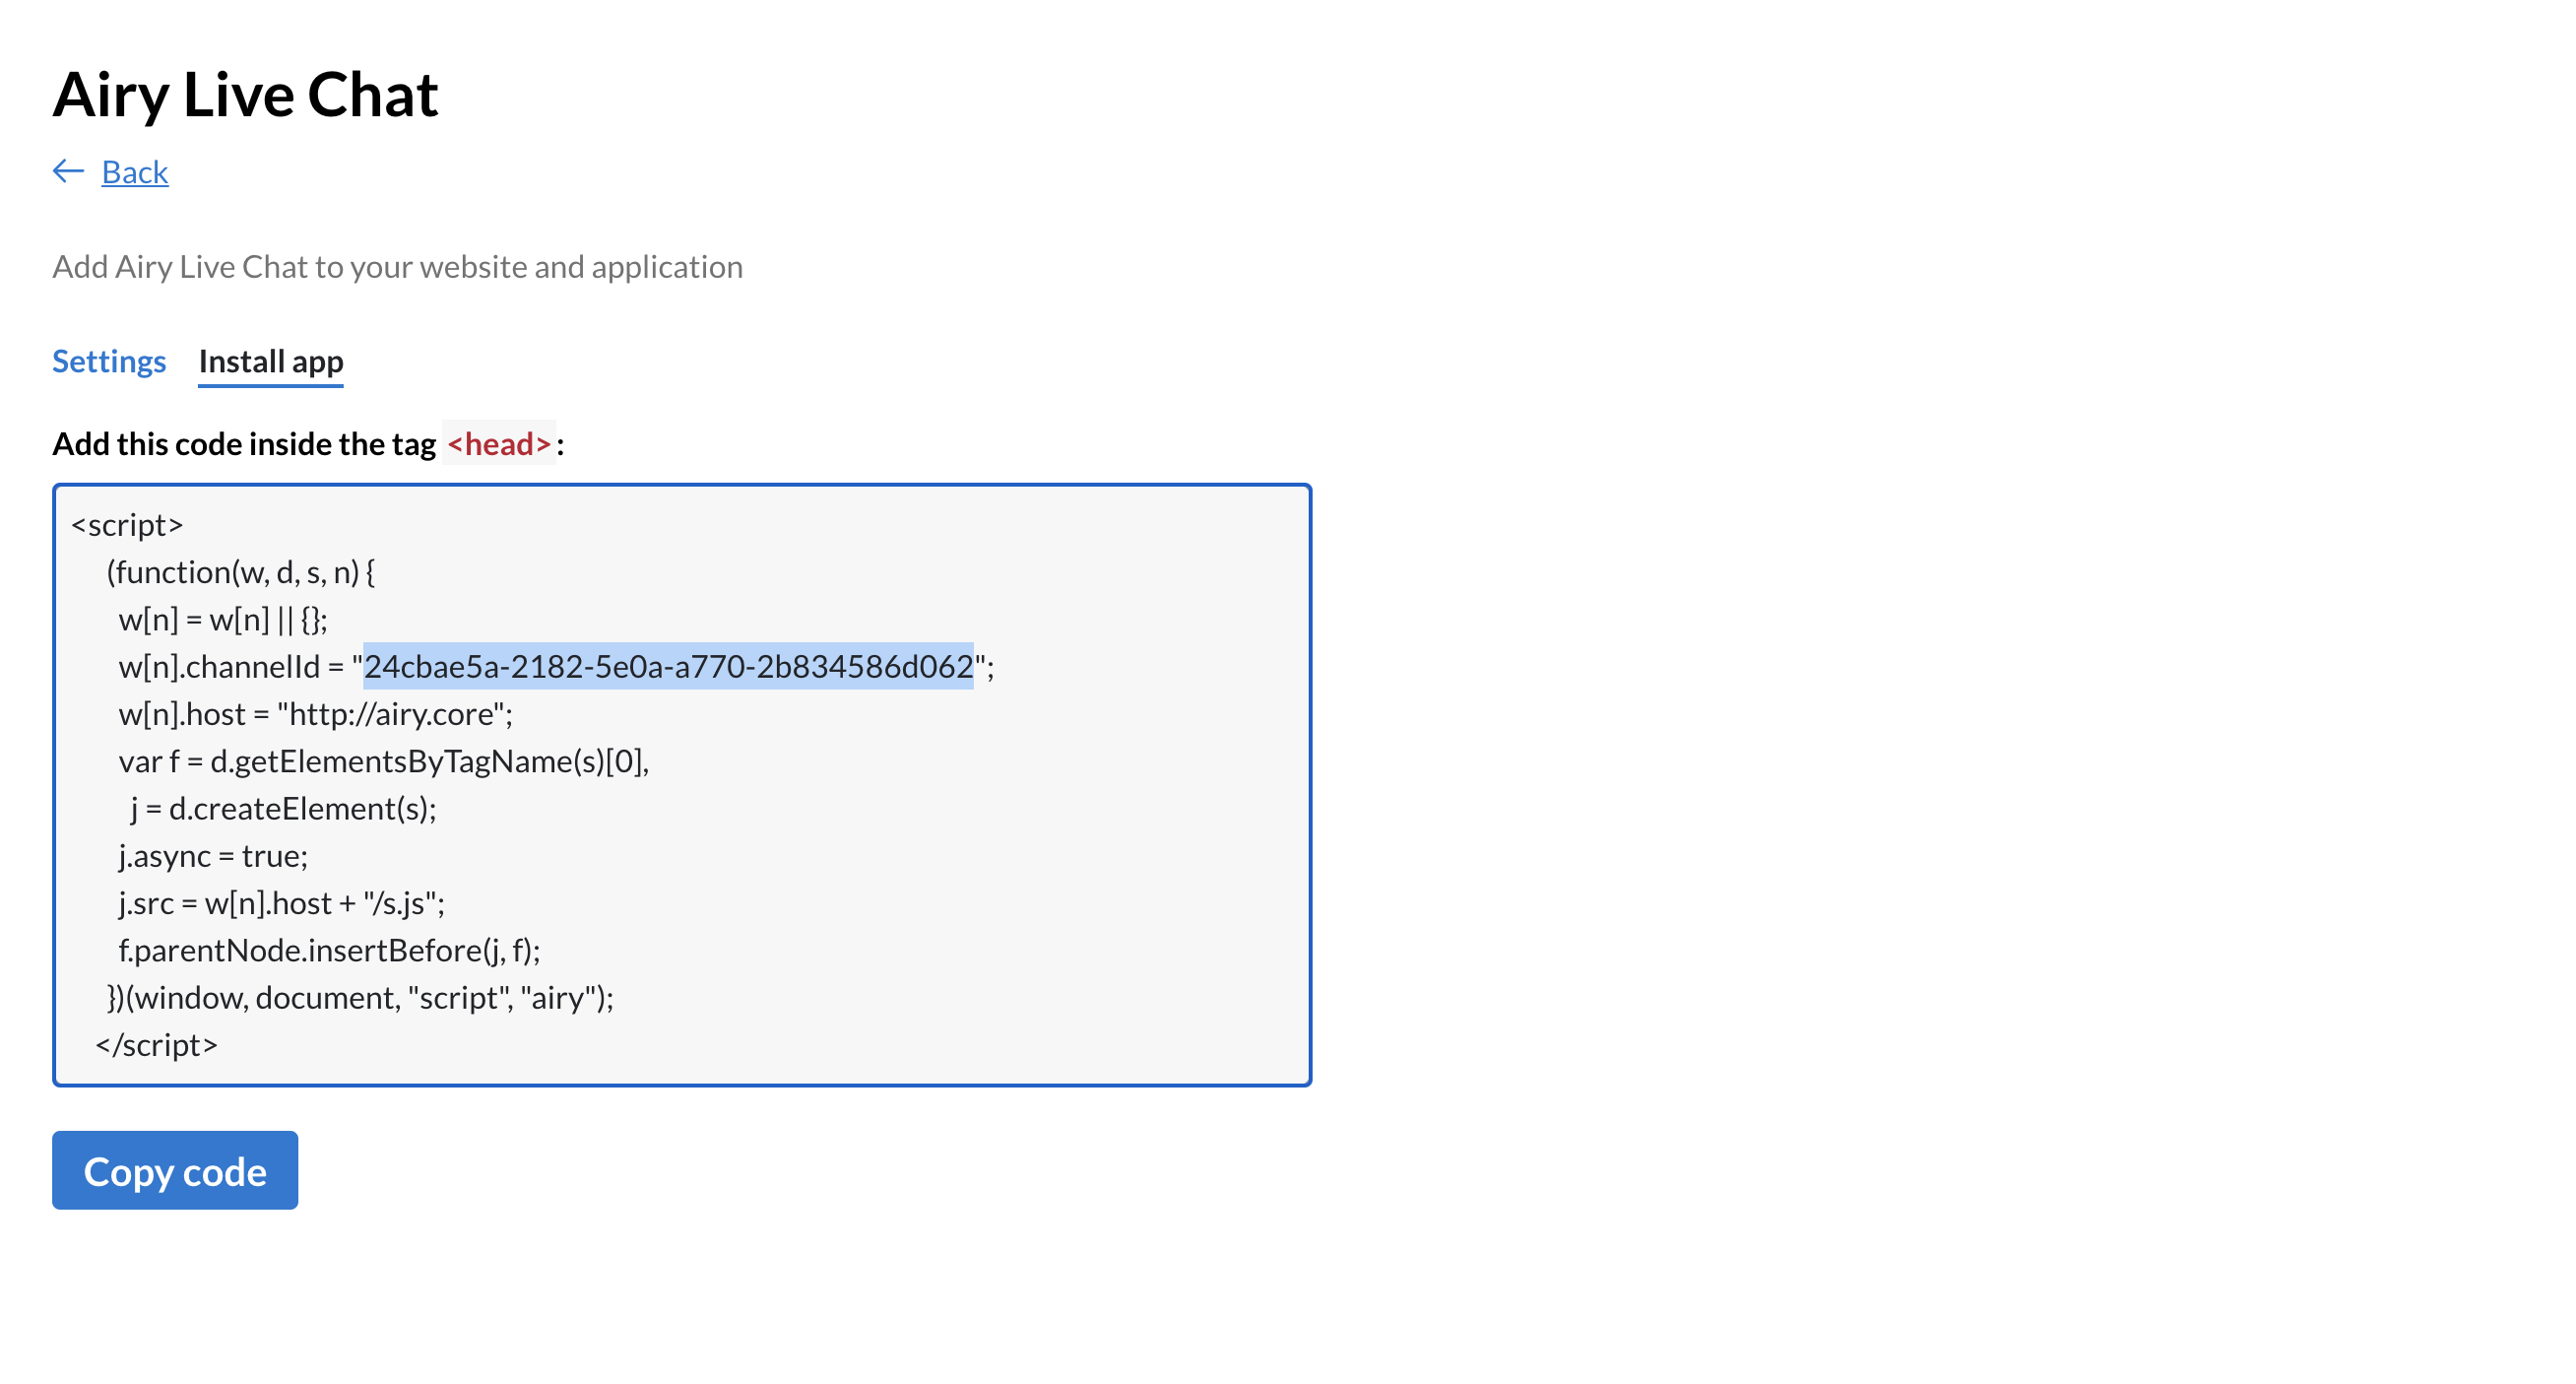 Airy Live Chat
← Back
Add Airy Live Chat to your website and application
Settings Install app
Add this code inside the tag <head>:
<script>
(function(w, d, s, n) {
w[n] = w[n] || {};
w[n].channelId = "24cbae5a-2182-5e0a-a770-2b834586d062";
w[n].host = "http://airy.core";
var f = d.getElementsByTagName(s)[0],
j = d.createElement(s);
j.async = true;
j.src = w[n].host + "/s.js";
f.parentNode.insertBefore(j, f);
})(window, document, "script", "airy");
</script>
Copy code